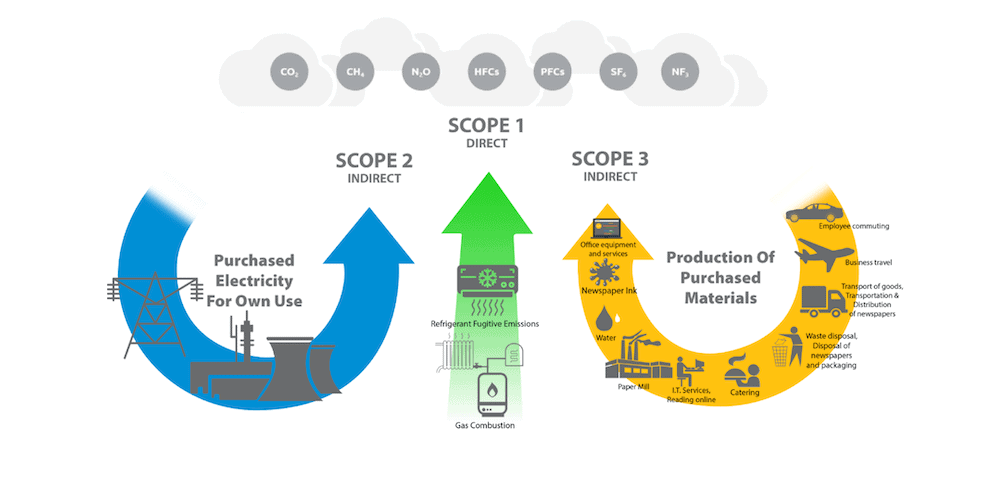 CO₂
CH₄
N₂O
HFCs
PFCs
SF₆
NF₃
SCOPE 1
DIRECT
SCOPE 2
INDIRECT
SCOPE 3
INDIRECT
Purchased
Electricity
For Own Use
Refrigerant Fugitive Emissions
Gas Combustion
Production Of
Purchased
Materials
Office equipment
and services
Newspaper Ink
Water
Paper Mill
I.T. Services,
Reading online
Catering
Waste disposal,
Disposal of
newspapers
and packaging
Transport of goods,
Transportation &
Distribution
of newspapers
Business travel
Employee commuting